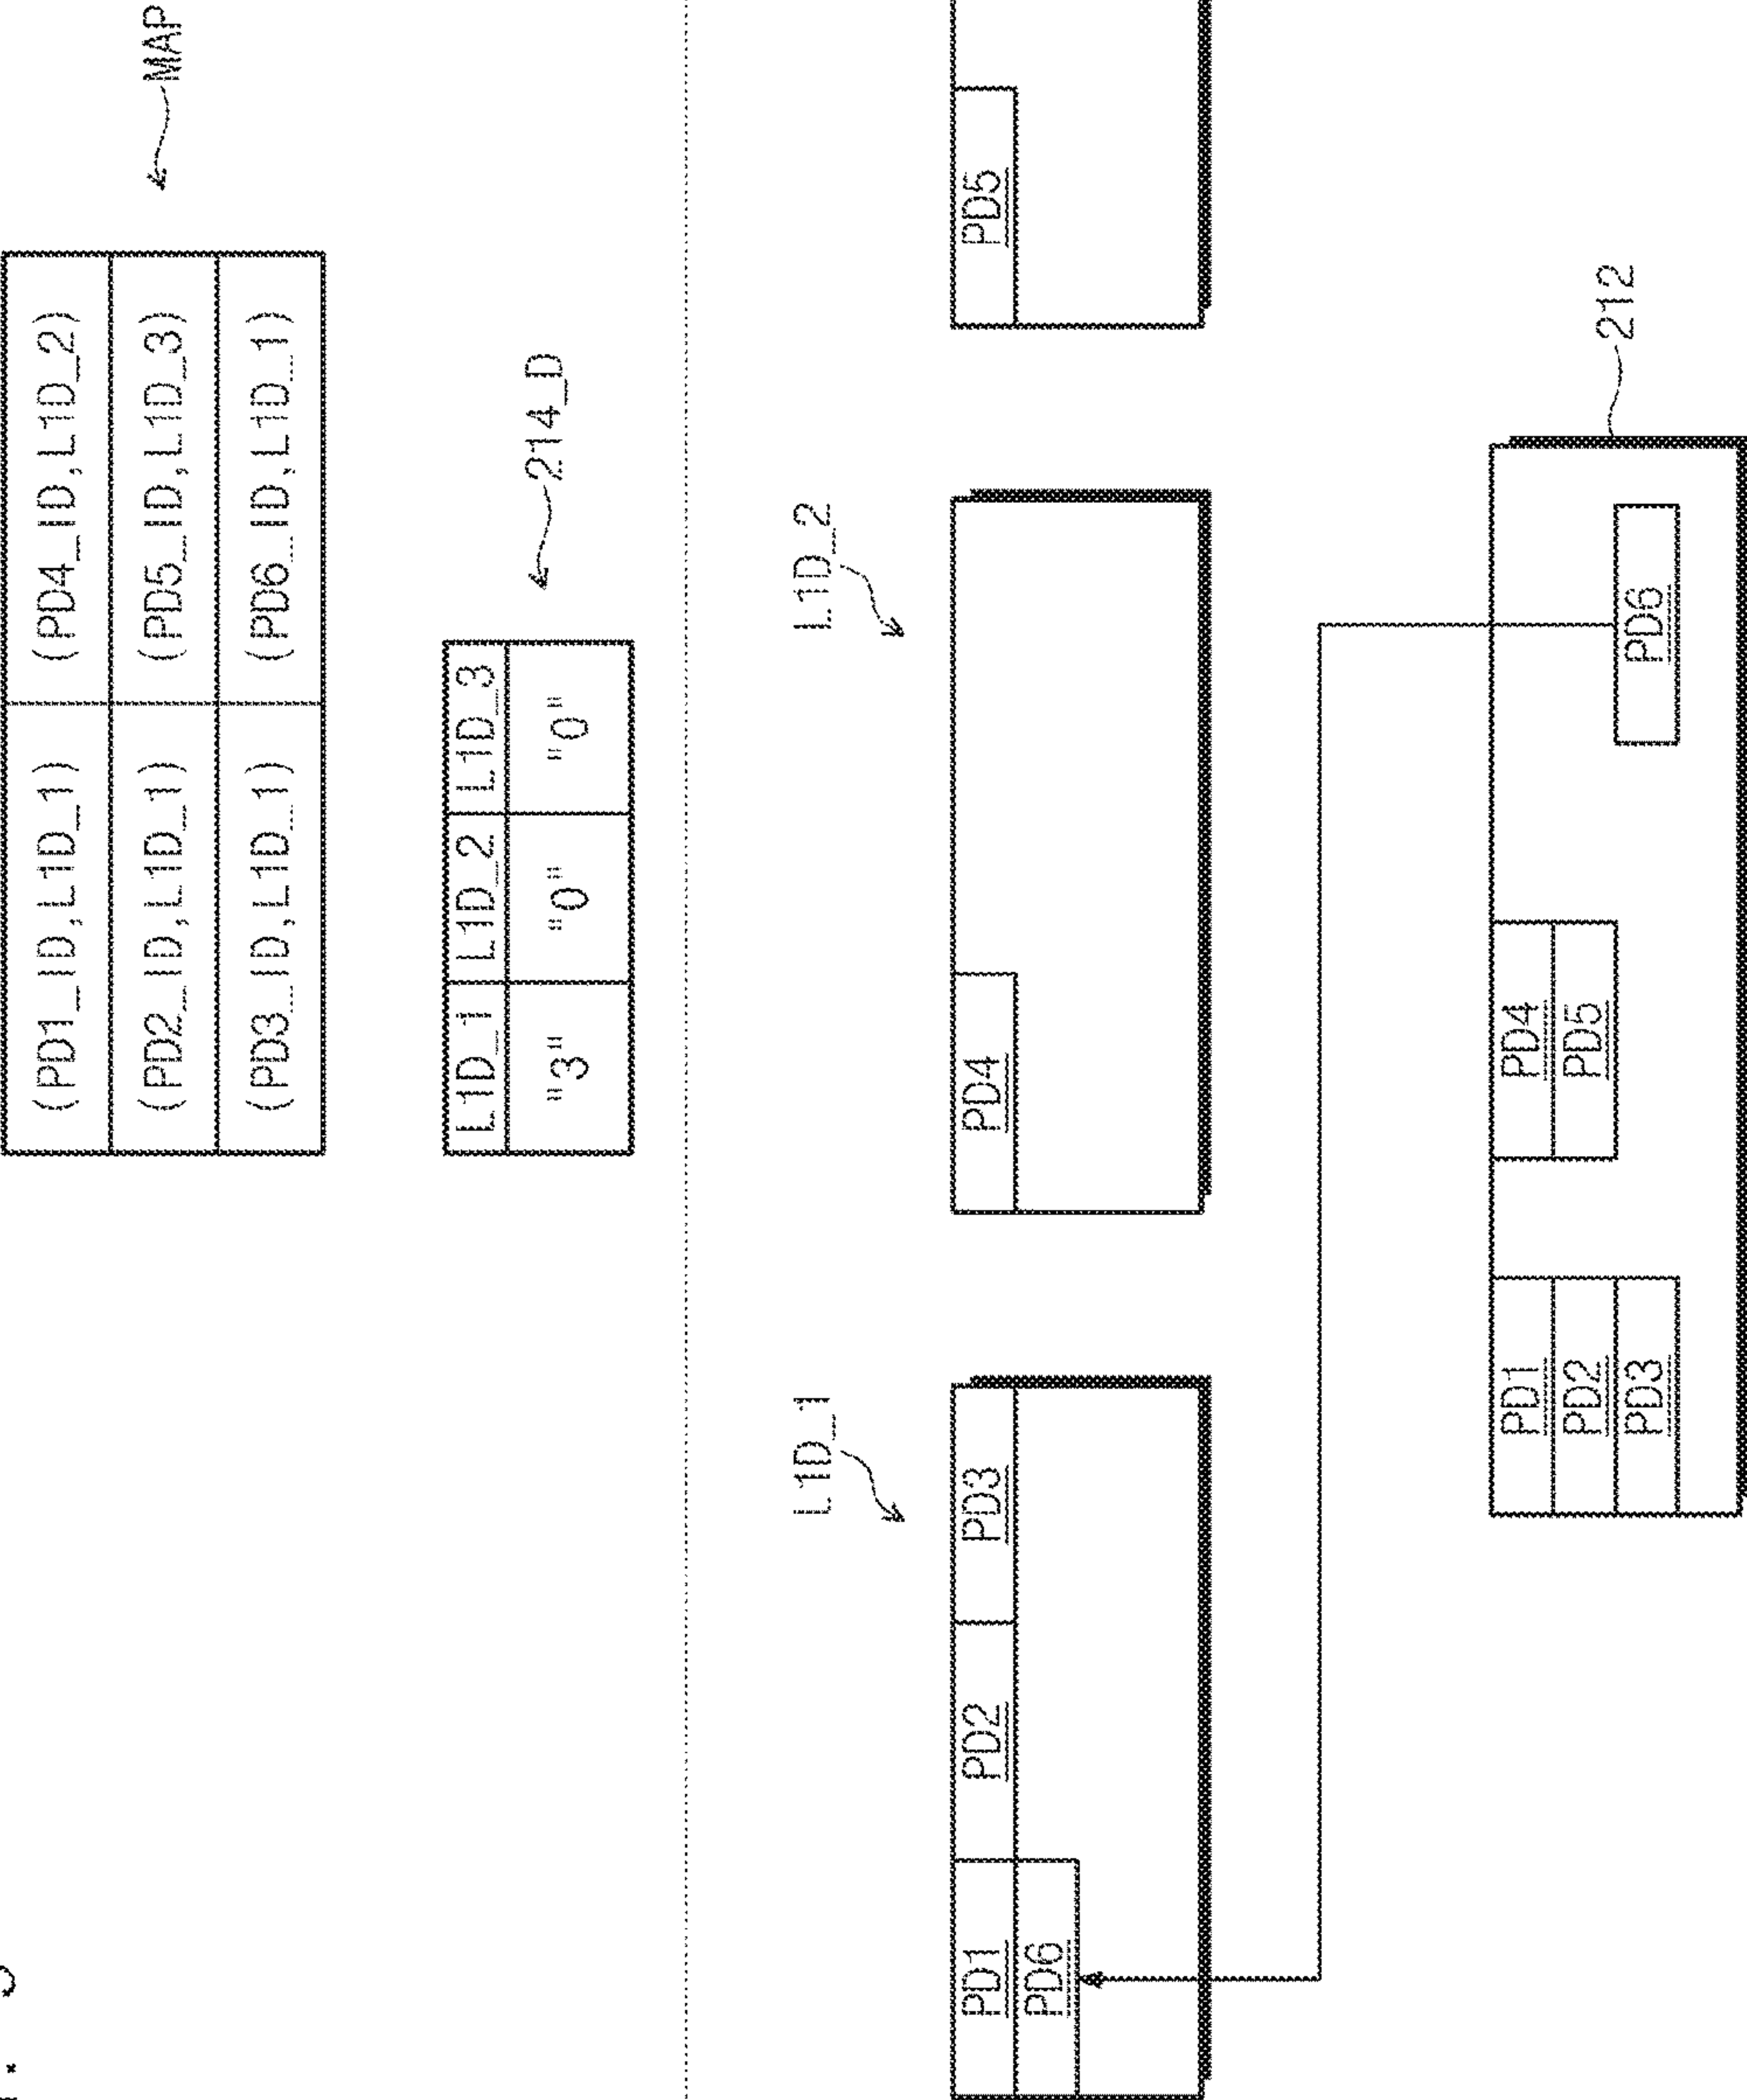 (PD1_ID,L1D_1) (PD4_ID,L1D_2)
(PD2_ID,L1D_1) (PD5_ID,L1D_3)
(PD3_ID,L1D_1) (PD6_ID,L1D_1)
MAP
L1D_1 L1D_2 L1D_3
"3" "0" "0"
214_D
L1D_1
L1D_2
PD1 PD2 PD3
PD6
PD4
PD5
PD1
PD2
PD3
PD4
PD5
PD6
212